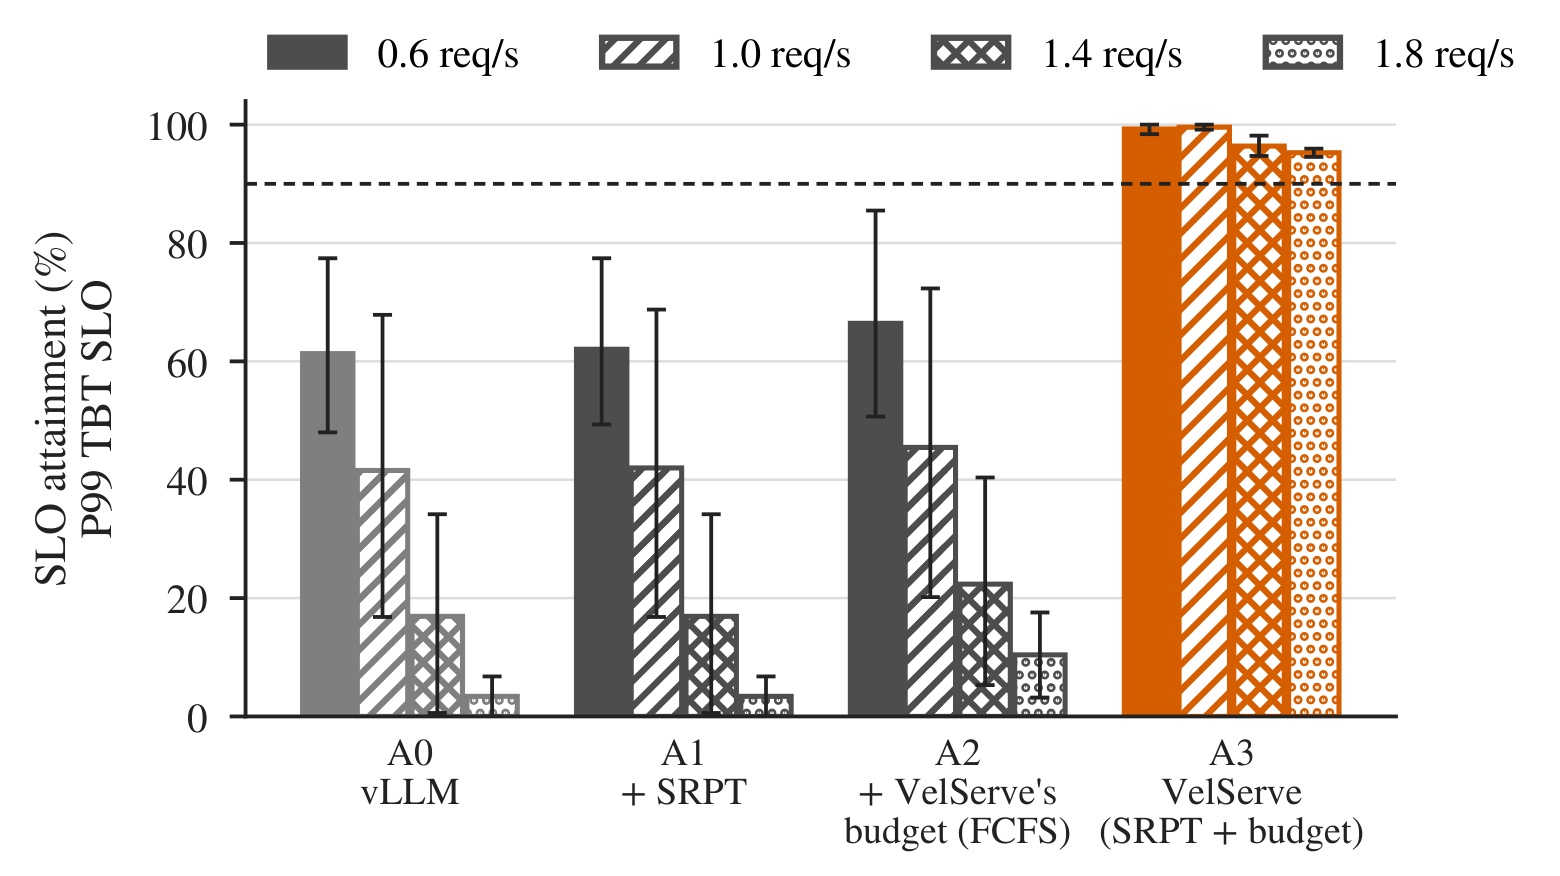 0.6 req/s 1.0 req/s 1.4 req/s 1.8 req/s
SLO attainment (%)
P99 TBT SLO
100
80
60
40
20
0
A0
vLLM
A1
+ SRPT
A2
+ VelServe's
budget (FCFS)
A3
VelServe
(SRPT + budget)